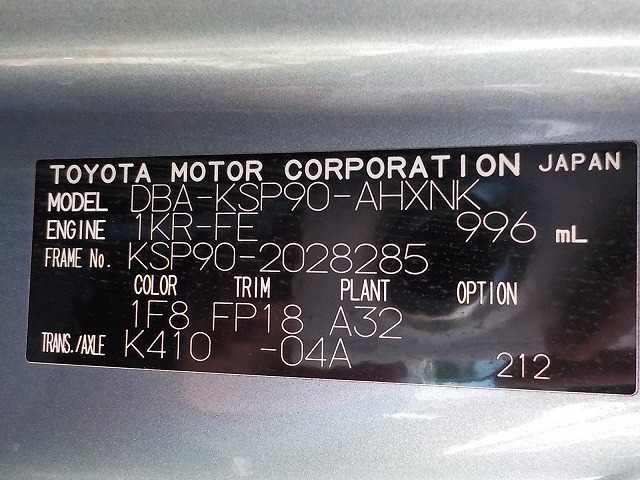 TOYOTA MOTOR CORPORATION JAPAN
MODEL DBA-KSP90-AHXNK
ENGINE 1KR-FE 996 mL
FRAME No. KSP90-2028285
COLOR TRIM PLANT OPTION
1F8 FP18 A32
TRANS./AXLE K410 -04A
212